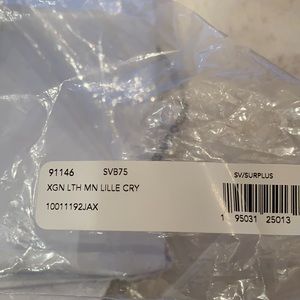 91146 SVB75
XGN LTH MN LILLE CRY
10011192JAX
SV/SURPLUS
1 95031 25013